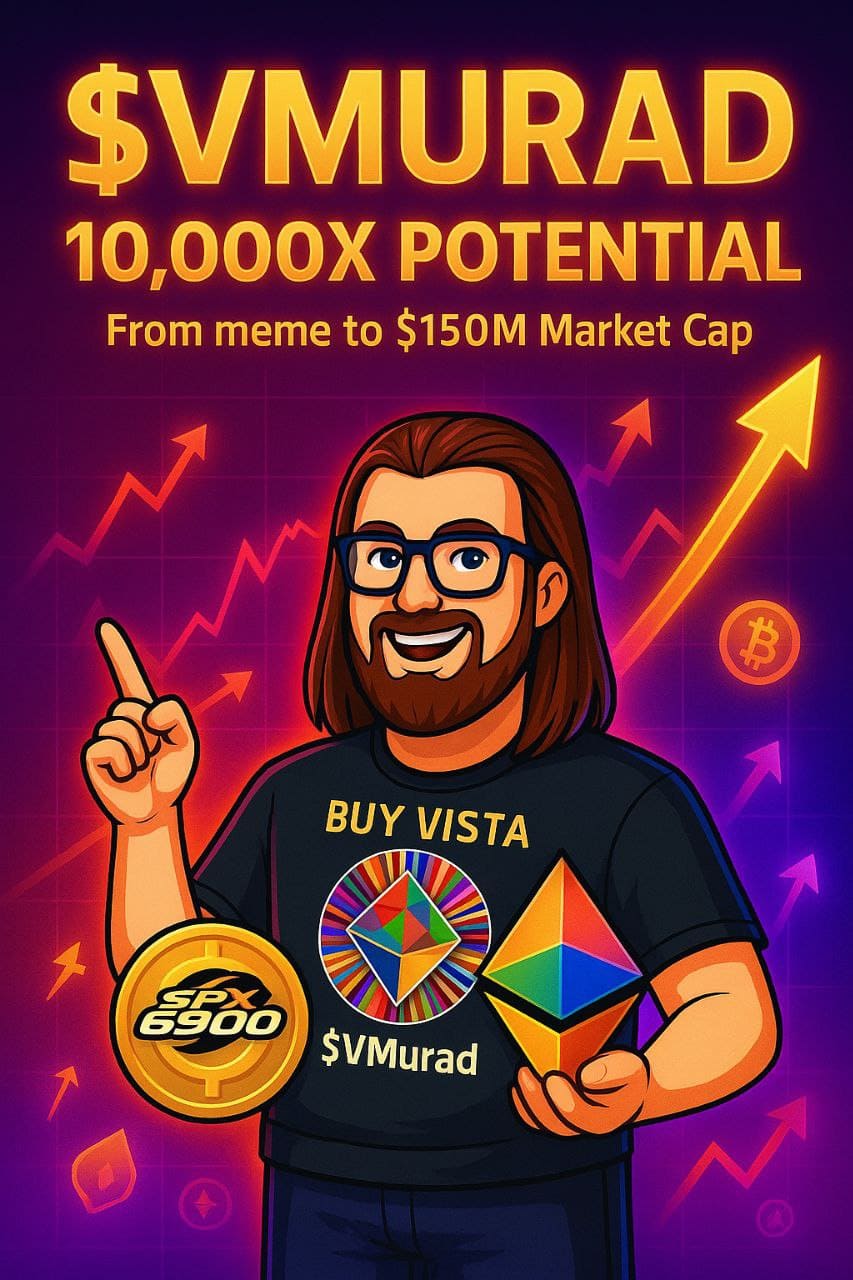 $VMURAD
10,000X POTENTIAL
From meme to $150M Market Cap
BUY VISTA
SPX
6900
$VMurad